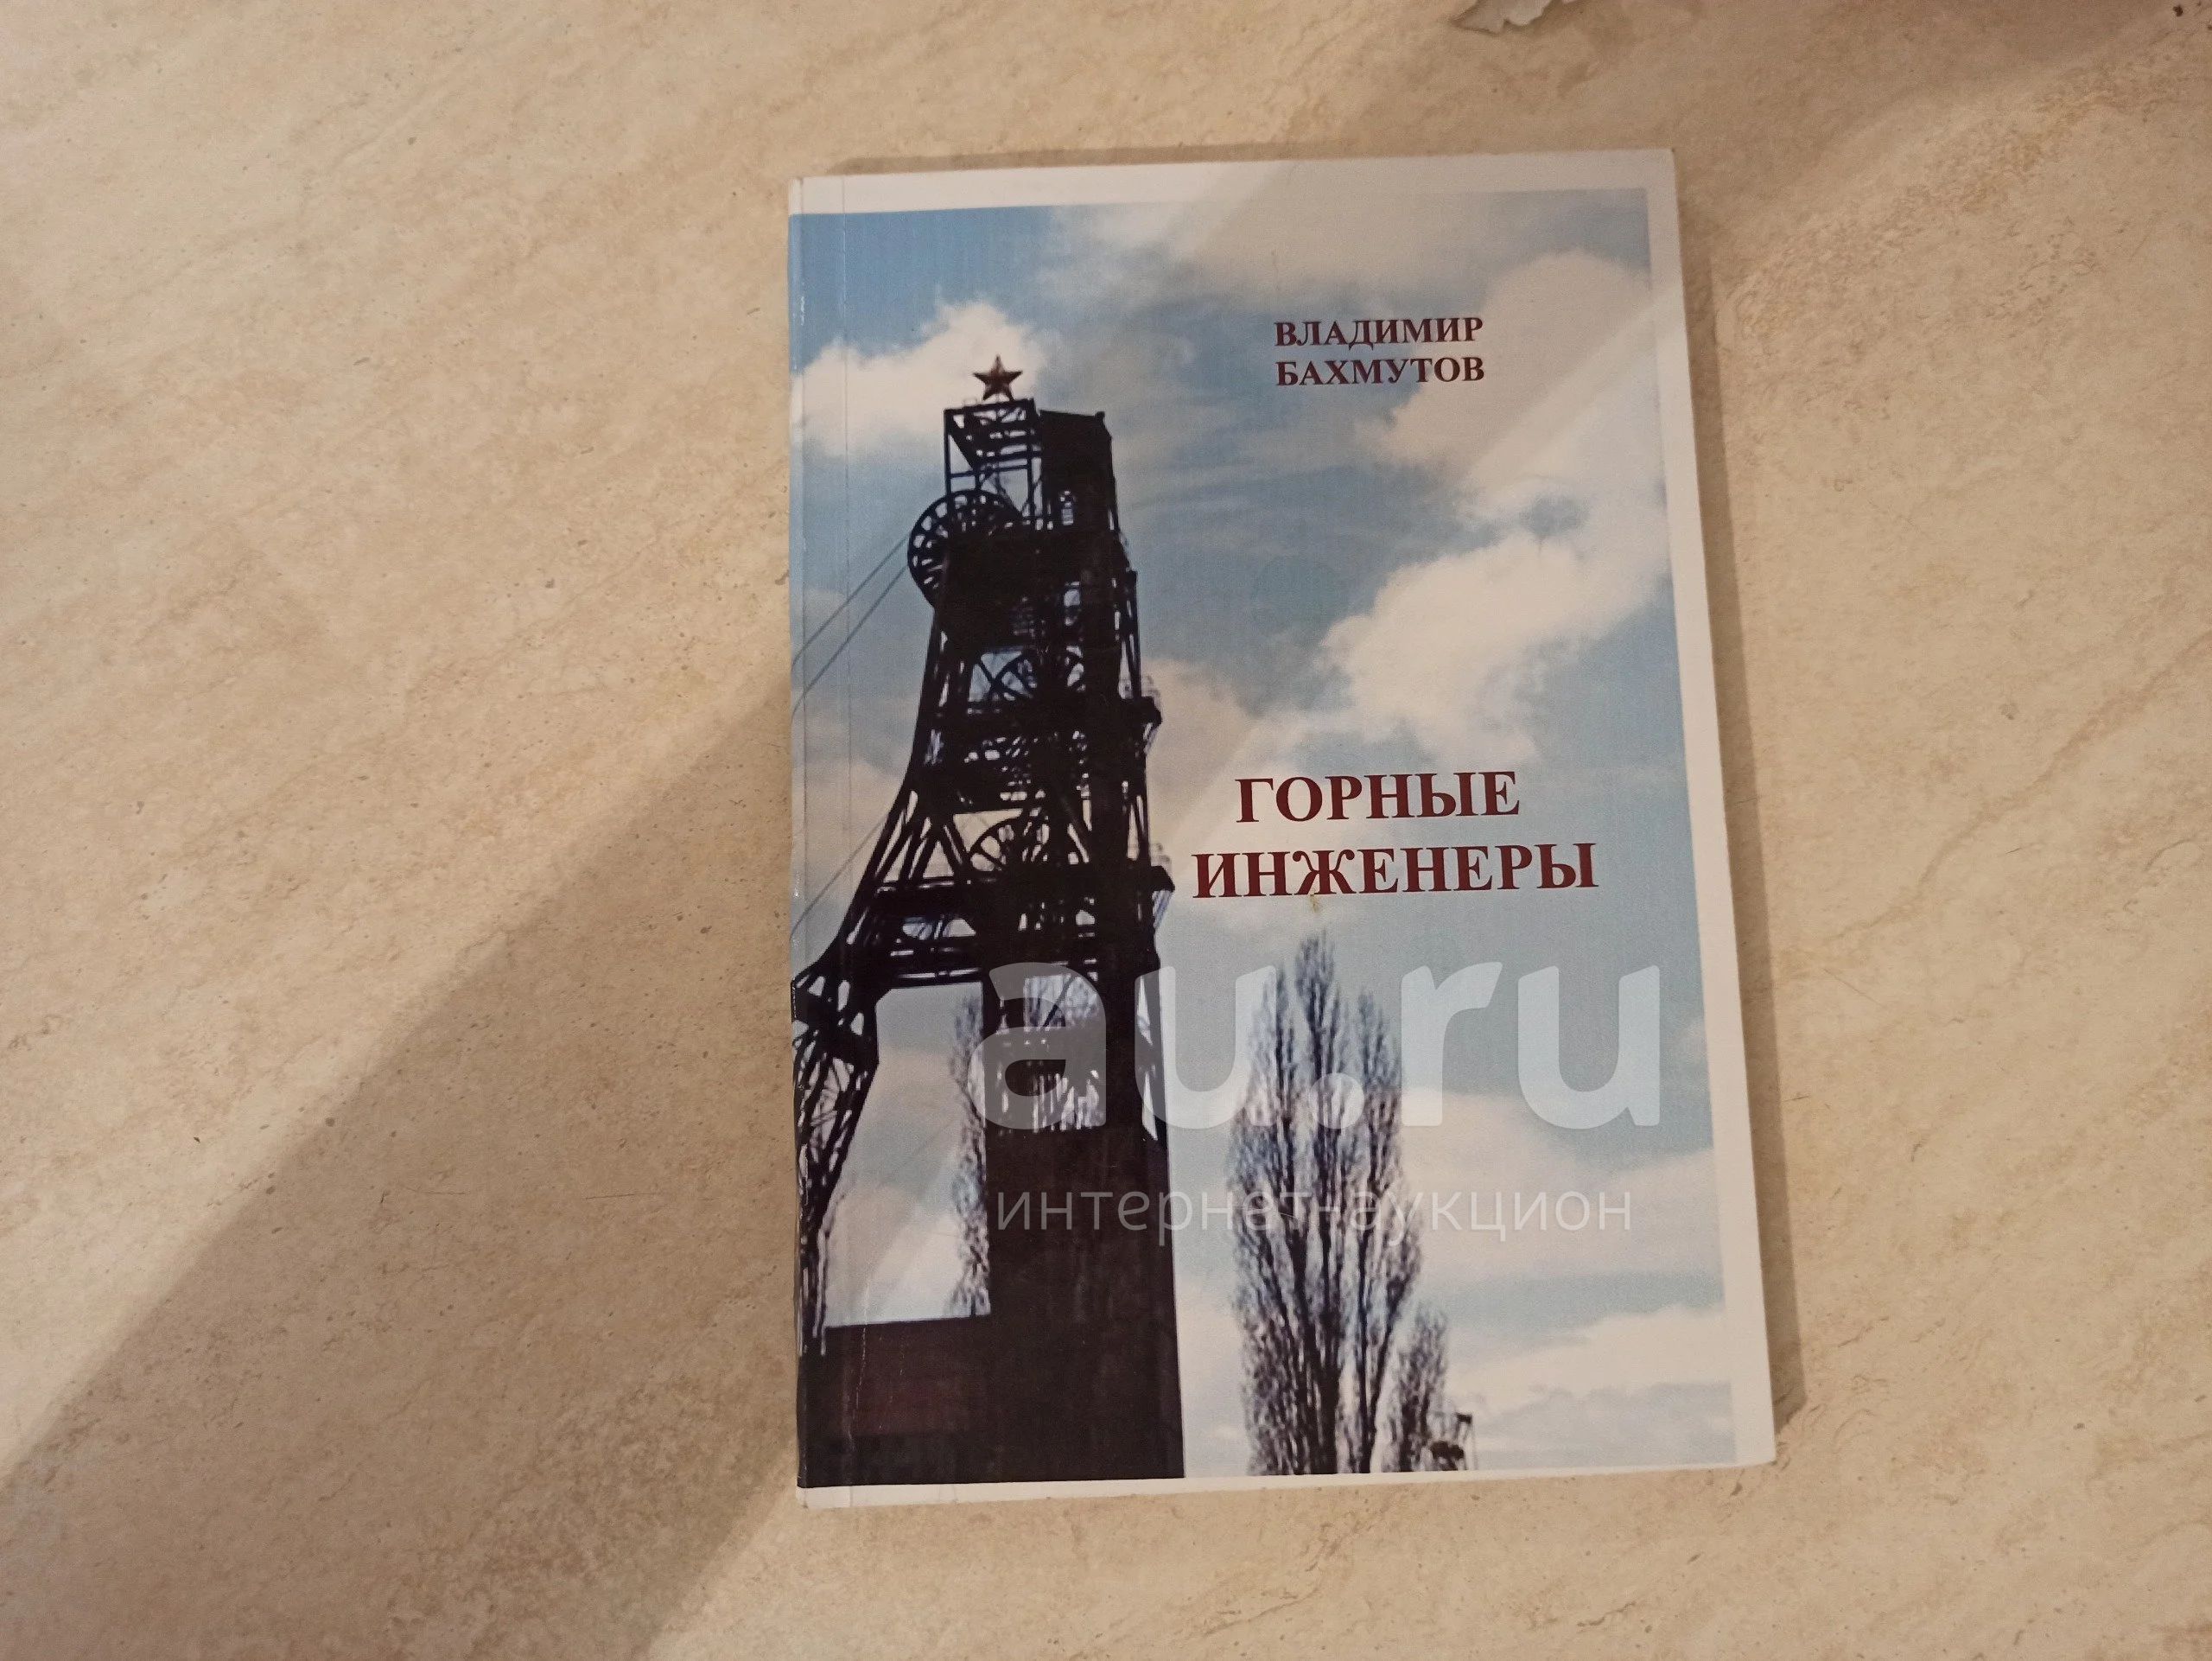 ВЛАДИМИР
БАХМУТОВ
ГОРНЫЕ
ИНЖЕНЕРЫ
au.ru
интернет-аукцион